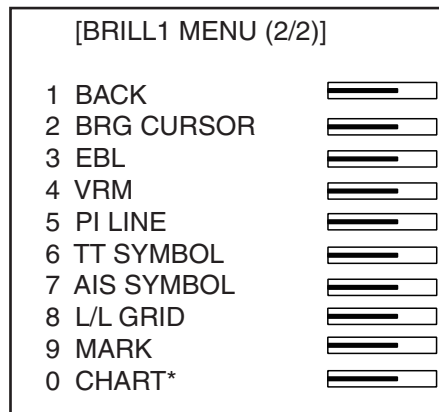 [BRILL1 MENU (2/2)]
1 BACK
2 BRG CURSOR
3 EBL
4 VRM
5 PI LINE
6 TT SYMBOL
7 AIS SYMBOL
8 L/L GRID
9 MARK
0 CHART*